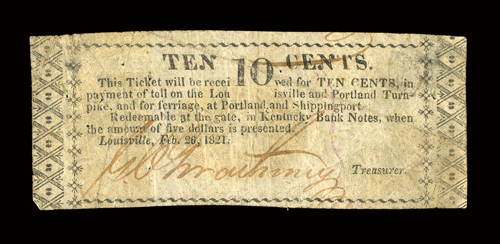 TEN 10 CENTS.
This Ticket will be received for TEN CENTS, in
payment of toll on the Louisville and Portland Turn-
pike, and for ferriage, at Portland, and Shippingport.
Redeemable at the gate, in Kentucky Bank Notes, when
the amount of five dollars is presented.
Louisville, Feb. 26, 1821.
Treasurer.